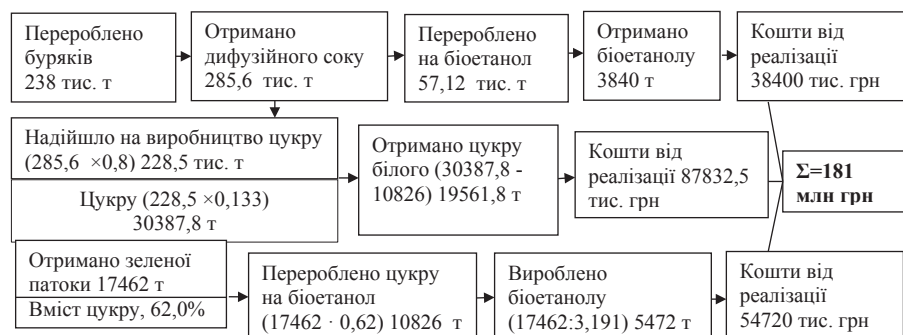 Перероблено
буряків
238 тис. т
Отримано
дифузійного соку
285,6  тис. т
Перероблено
на біоетанол
57,12  тис. т
Отримано
біоетанолу
3840 т
Кошти від
реалізації
38400 тис. грн
Надійшло на виробництво цукру
(285,6  ×0,8) 228,5 тис. т
Цукру (228,5 ×0,133)
30387,8 т
Отримано цукру
білого (30387,8 -
10826) 19561,8 т
Кошти від
реалізації 87832,5
тис. грн
Σ=181
млн грн
Отримано зеленої
патоки 17462 т
Вміст цукру, 62,0%
Перероблено цукру
на біоетанол
(17462 · 0,62) 10826  т
Вироблено
біоетанолу
(17462:3,191) 5472 т
Кошти від
реалізації
54720 тис. грн